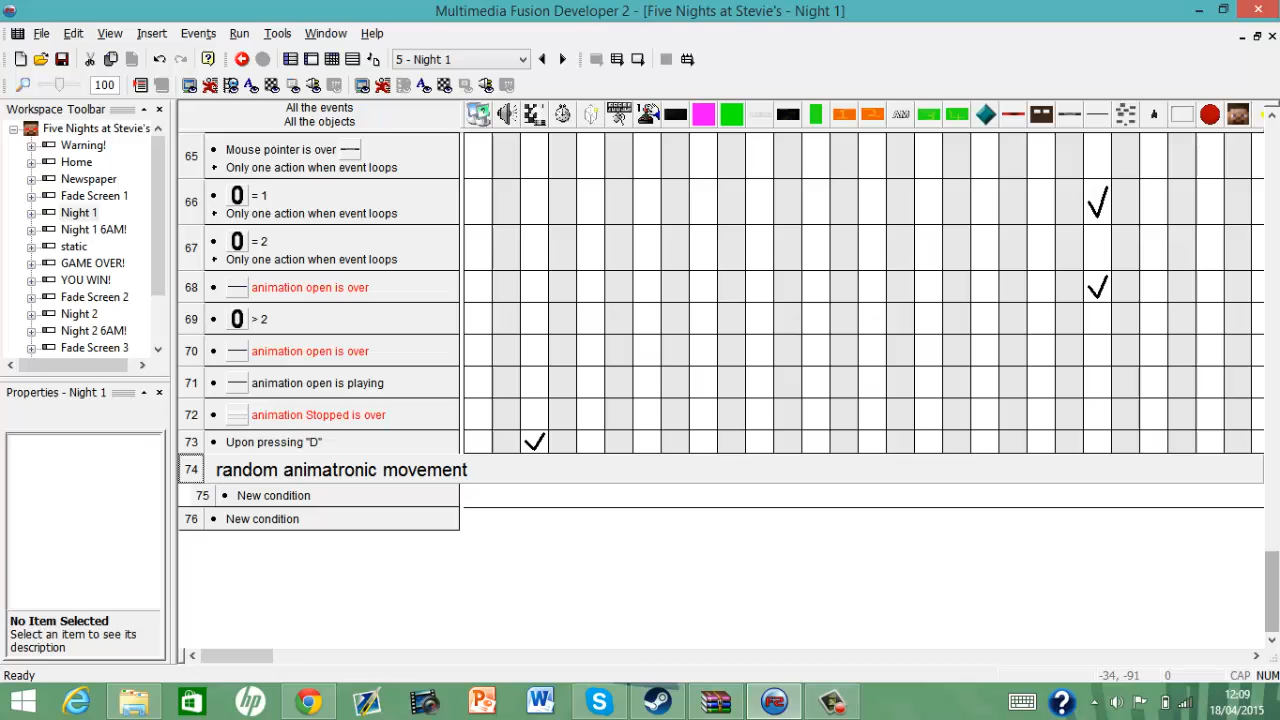 Multimedia Fusion Developer 2 - [Five Nights at Stevie's - Night 1]
File Edit View Insert Events Run Tools Window Help
5 - Night 1
100
Workspace Toolbar
Five Nights at Stevie's
Warning!
Home
Newspaper
Fade Screen 1
Night 1
Night 1 6AM!
static
GAME OVER!
YOU WIN!
Fade Screen 2
Night 2
Night 2 6AM!
Fade Screen 3
Properties - Night 1
No Item Selected
Select an item to see its
description
All the events
All the objects
65 • Mouse pointer is over
+ Only one action when event loops
66 • 0 = 1
+ Only one action when event loops
67 • 0 = 2
+ Only one action when event loops
68 • animation open is over
69 • 0 > 2
70 • animation open is over
71 • animation open is playing
72 • animation Stopped is over
73 • Upon pressing "D"
74 random animatronic movement
75 • New condition
76 • New condition
Ready
-34, -91 0 CAP NUM
12:09
18/04/2015